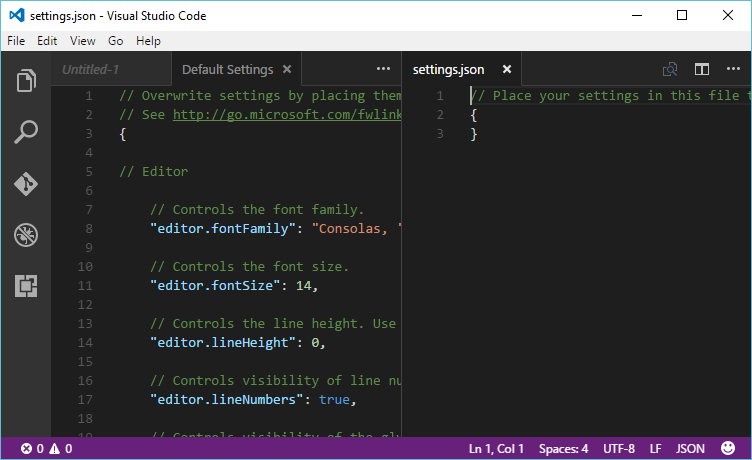 settings.json - Visual Studio Code
File Edit View Go Help
Untitled-1 Default Settings
1 // Overwrite settings by placing them
2 // See http://go.microsoft.com/fwlink
3 {
4
5 // Editor
6
7 // Controls the font family.
8 "editor.fontFamily": "Consolas, '
9
10 // Controls the font size.
11 "editor.fontSize": 14,
12
13 // Controls the line height. Use
14 "editor.lineHeight": 0,
15
16 // Controls visibility of line nu
17 "editor.lineNumbers": true,
18
19 // Controls visibility of the gl
settings.json
1 // Place your settings in this file t
2 {
3 }
0 0 Ln 1, Col 1 Spaces: 4 UTF-8 LF JSON